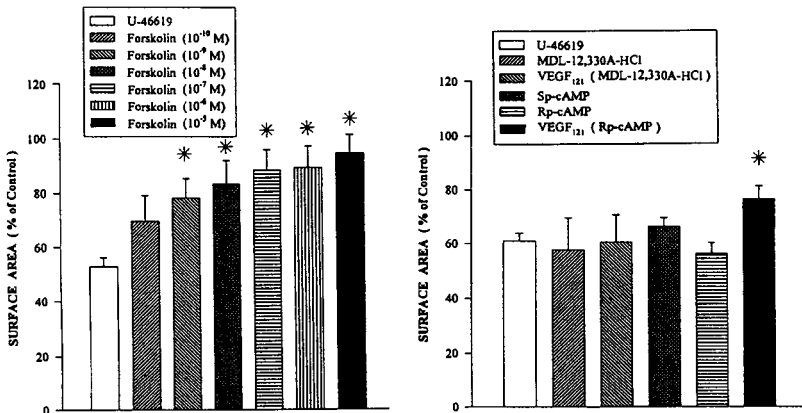 U-46619
Forskolin (10-10 M)
Forskolin (10-9 M)
Forskolin (10-8 M)
Forskolin (10-7 M)
Forskolin (10-6 M)
Forskolin (10-5 M)
SURFACE AREA ( % of Control)
120
100
80
60
40
20
0
* * * * *
U-46619
MDL-12,330A-HCl
VEGF121 ( MDL-12,330A-HCl)
Sp-cAMP
Rp-cAMP
VEGF121 ( Rp-cAMP )
SURFACE AREA ( % of Control)
120
100
80
60
40
20
0
*